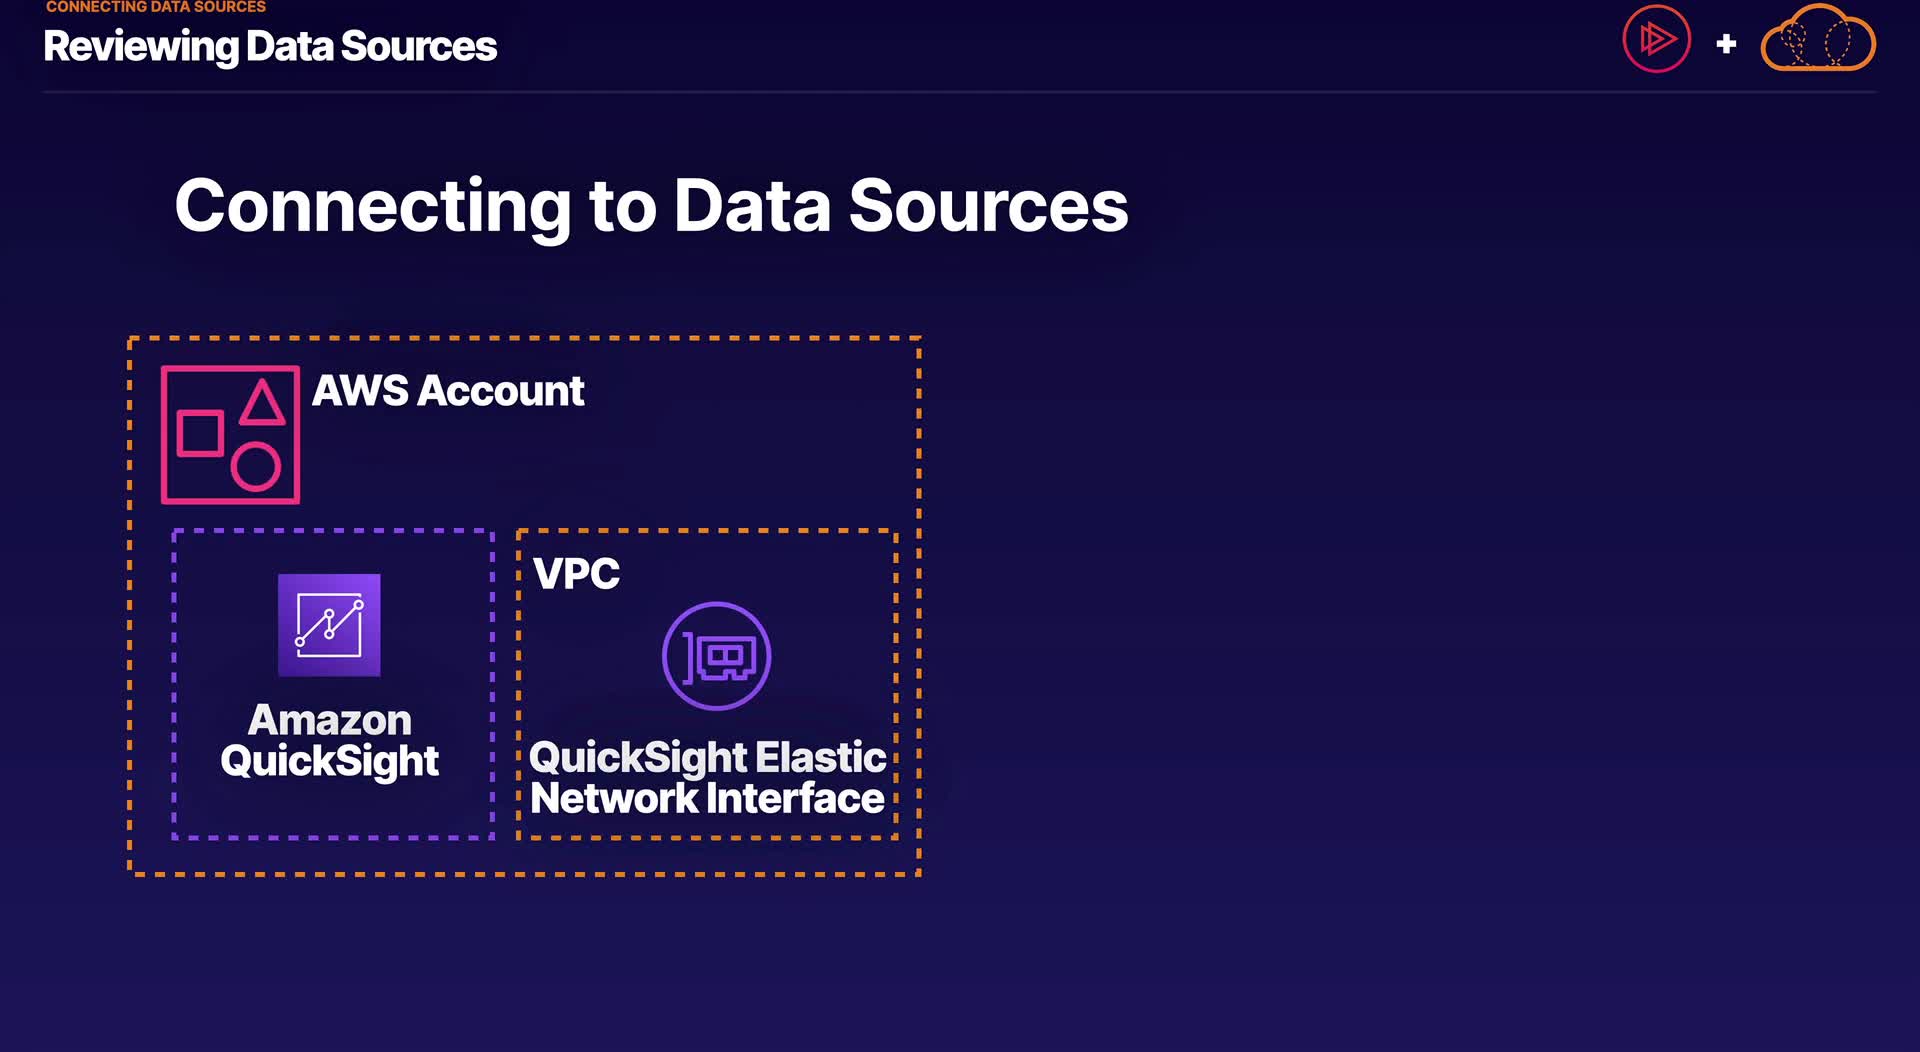 CONNECTING DATA SOURCES
Reviewing Data Sources
Connecting to Data Sources
AWS Account
VPC
Amazon
QuickSight
QuickSight Elastic
Network Interface